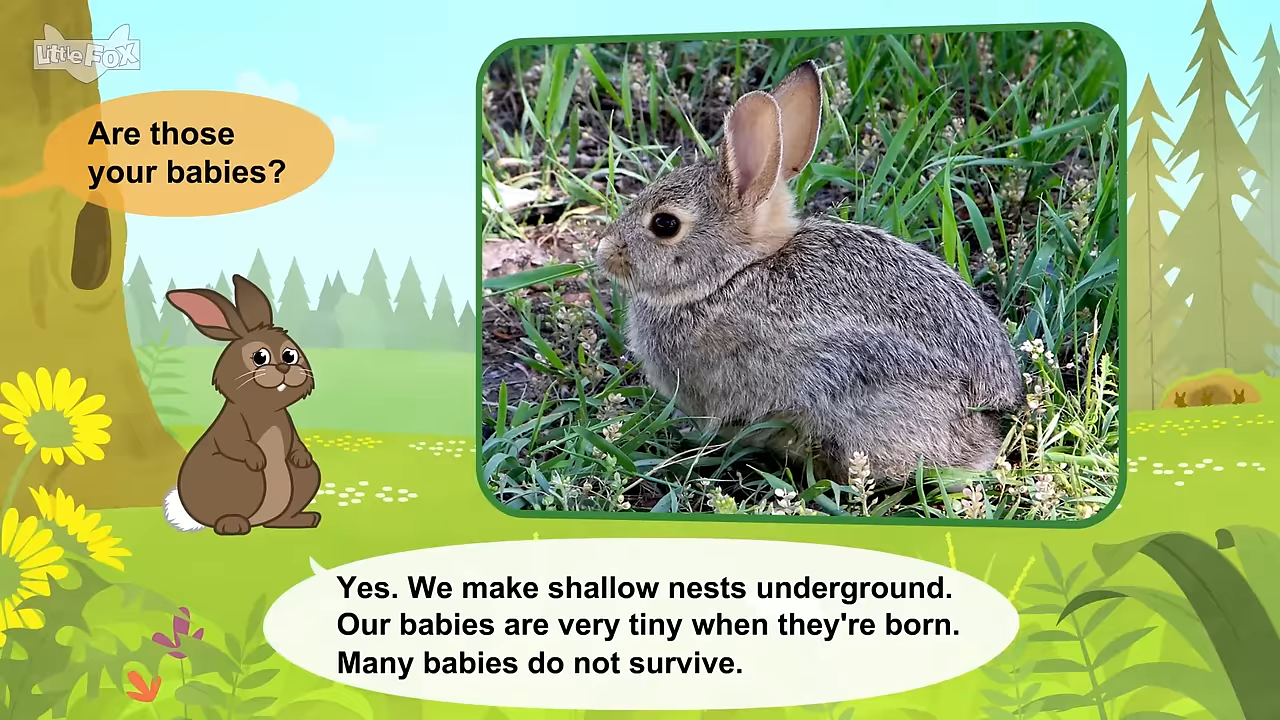 Little Fox
Are those
your babies?
Yes. We make shallow nests underground.
Our babies are very tiny when they're born.
Many babies do not survive.